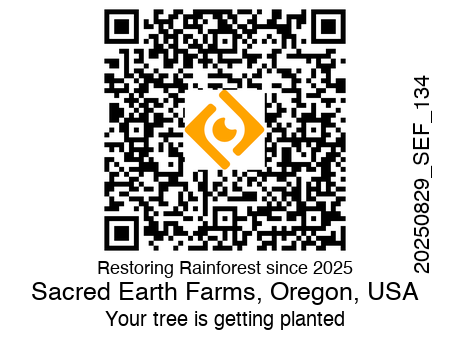 20250829_SEF_134
Restoring Rainforest since 2025
Sacred Earth Farms, Oregon, USA
Your tree is getting planted